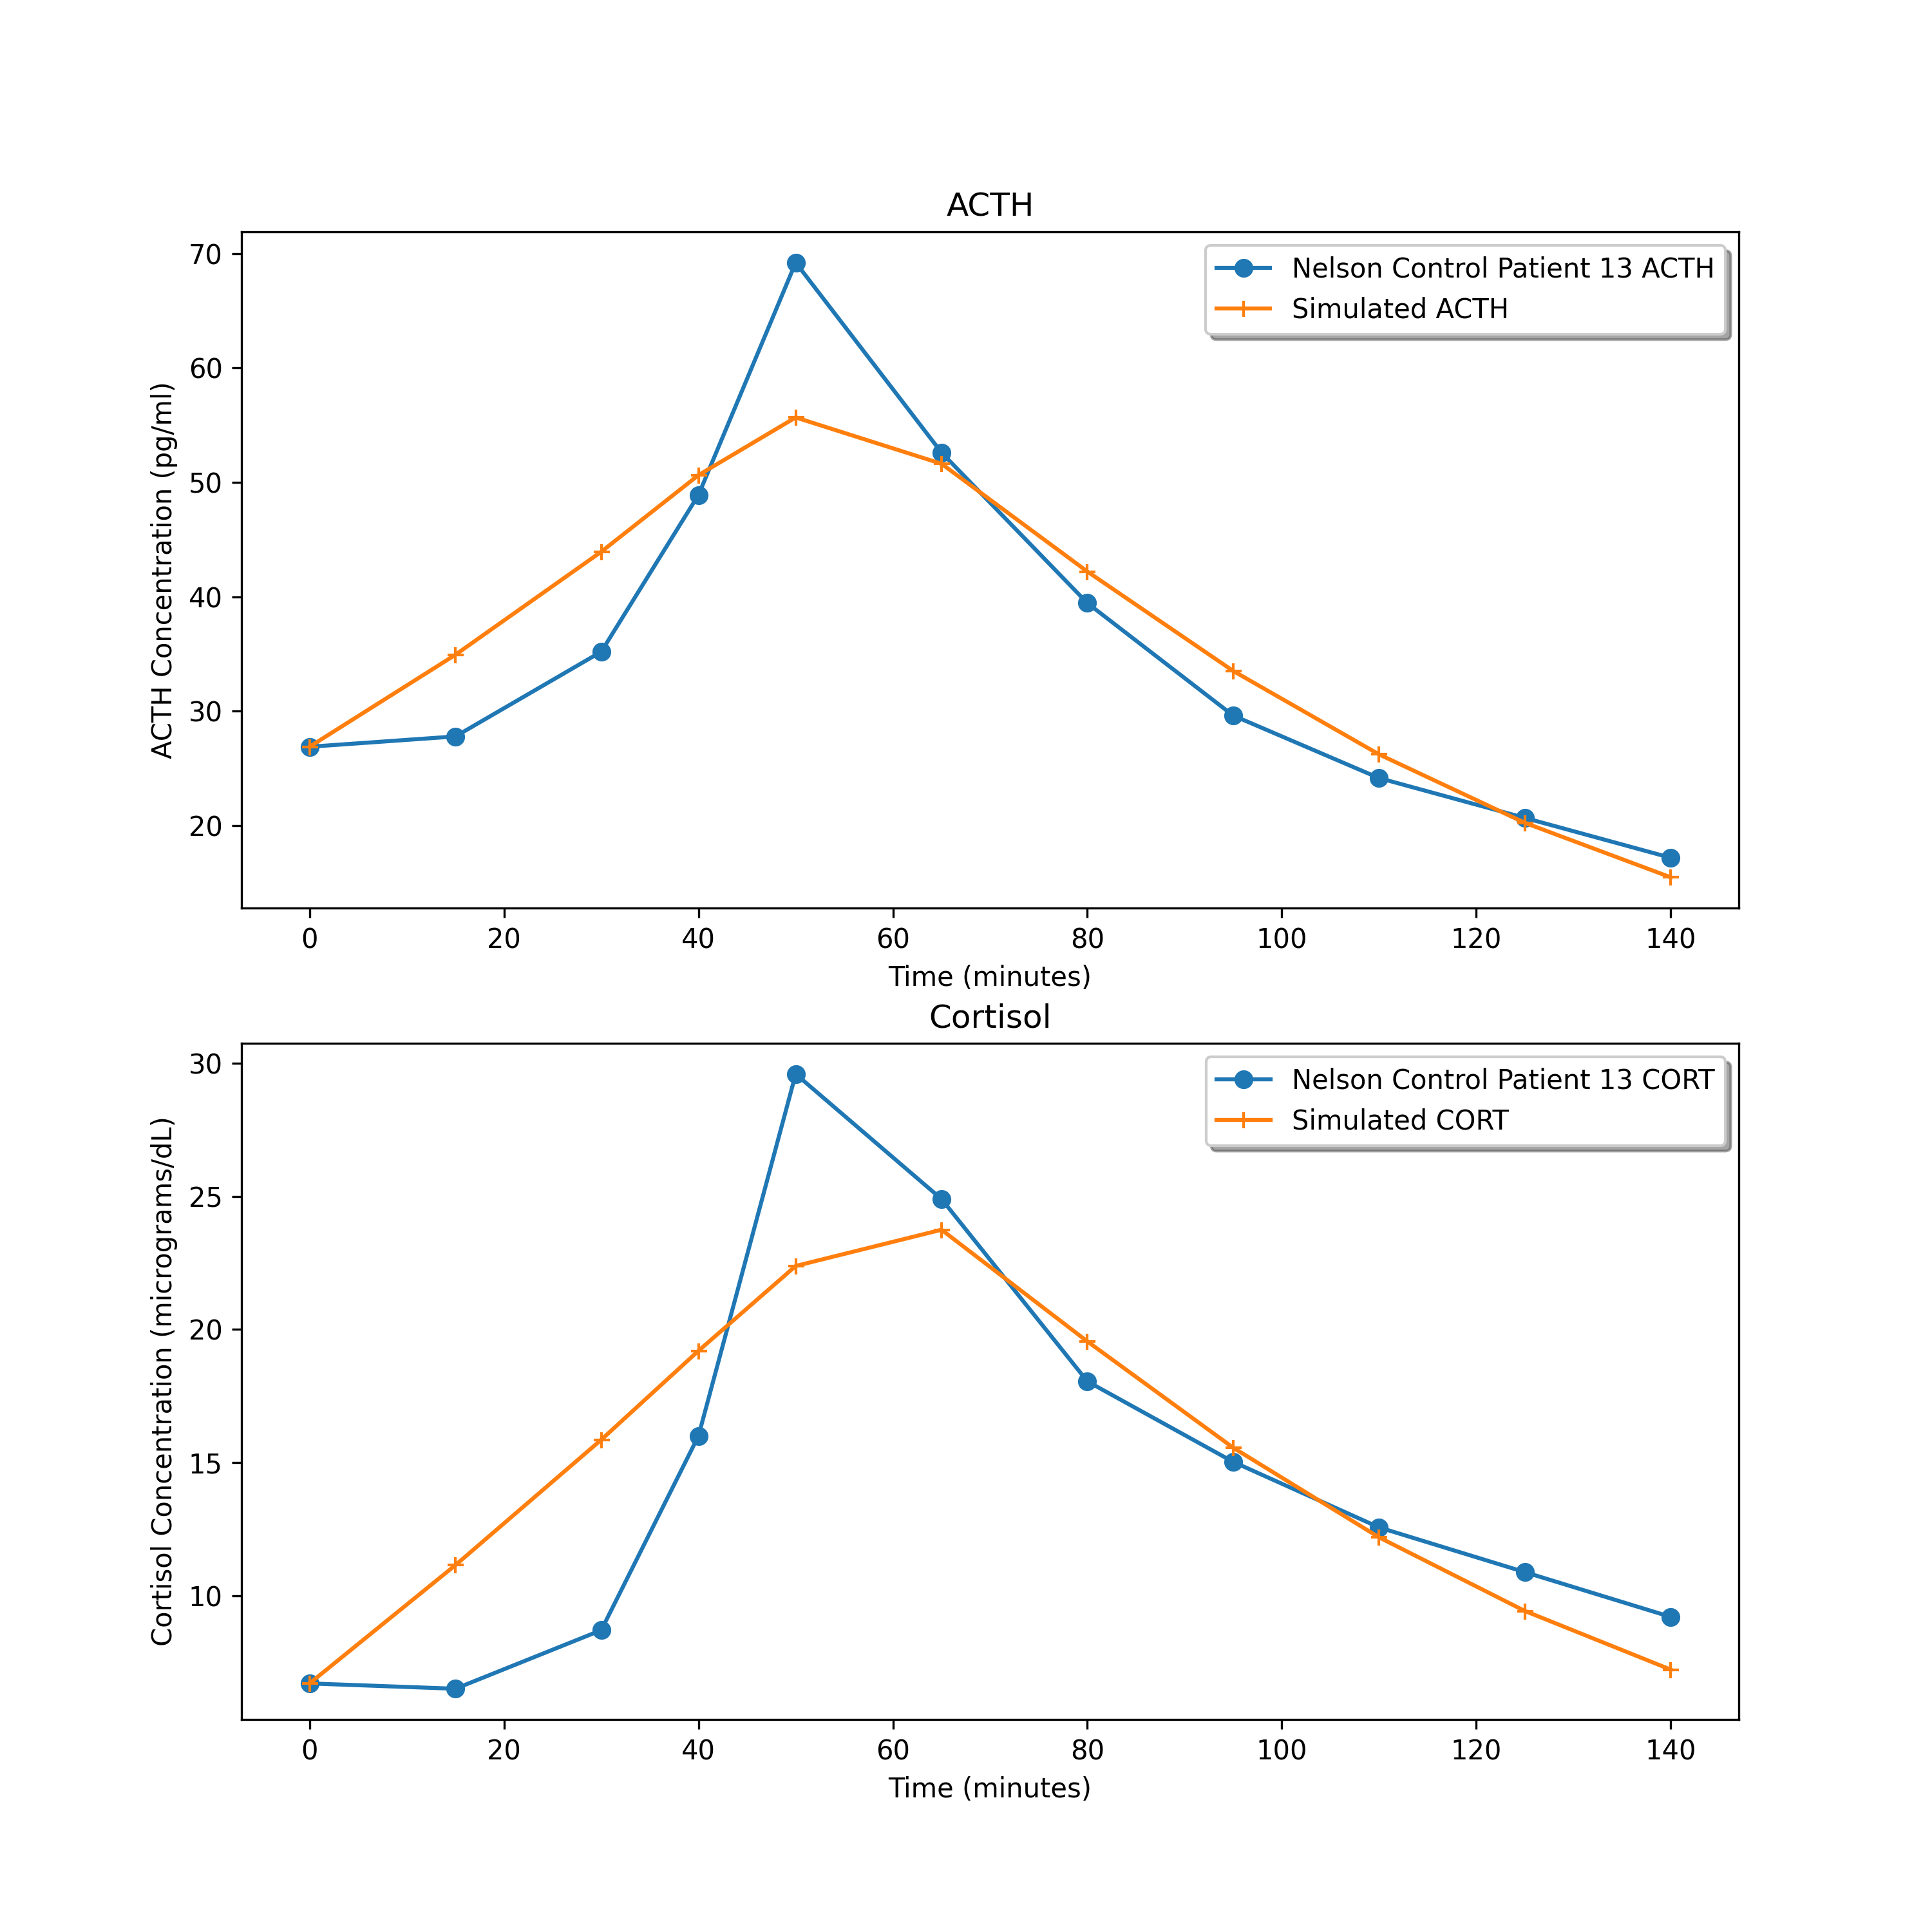 ACTH
70
60
50
40
30
20
ACTH Concentration (pg/ml)
Nelson Control Patient 13 ACTH
Simulated ACTH
0 20 40 60 80 100 120 140
Time (minutes)
Cortisol
30
25
20
15
10
Cortisol Concentration (micrograms/dL)
Nelson Control Patient 13 CORT
Simulated CORT
0 20 40 60 80 100 120 140
Time (minutes)